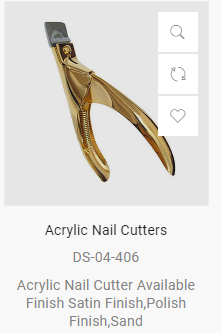 Acrylic Nail Cutters
DS-04-406
Acrylic Nail Cutter Available
Finish Satin Finish,Polish
Finish,Sand